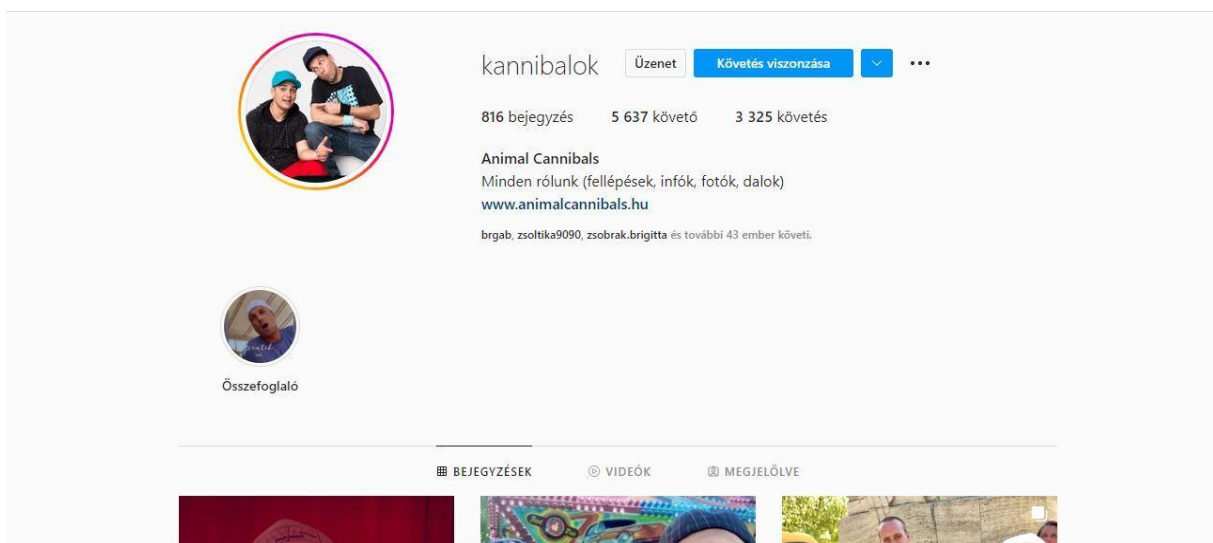 kannibalok Üzenet Követés viszonzása
816 bejegyzés 5 637 követő 3 325 követés
Animal Cannibals
Minden rólunk (fellépések, infók, fotók, dalok)
www.animalcannibals.hu
brgab, zsoltika9090, zsobrak.brigitta és további 43 ember követi.
Összefoglaló
BEJEGYZÉSEK VIDEÓK MEGJELÖLVE